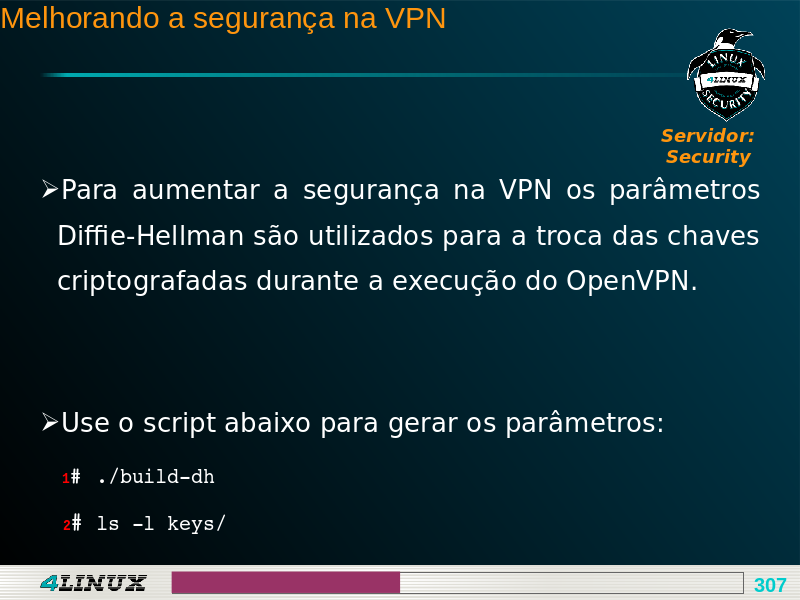 Melhorando a segurança na VPN
LINUX
4LINUX
SECURITY
Servidor:
Security
➢Para aumentar a segurança na VPN os parâmetros
Diffie-Hellman são utilizados para a troca das chaves
criptografadas durante a execução do OpenVPN.
➢Use o script abaixo para gerar os parâmetros:
1# ./build-dh
2# ls -l keys/
4LINUX
307